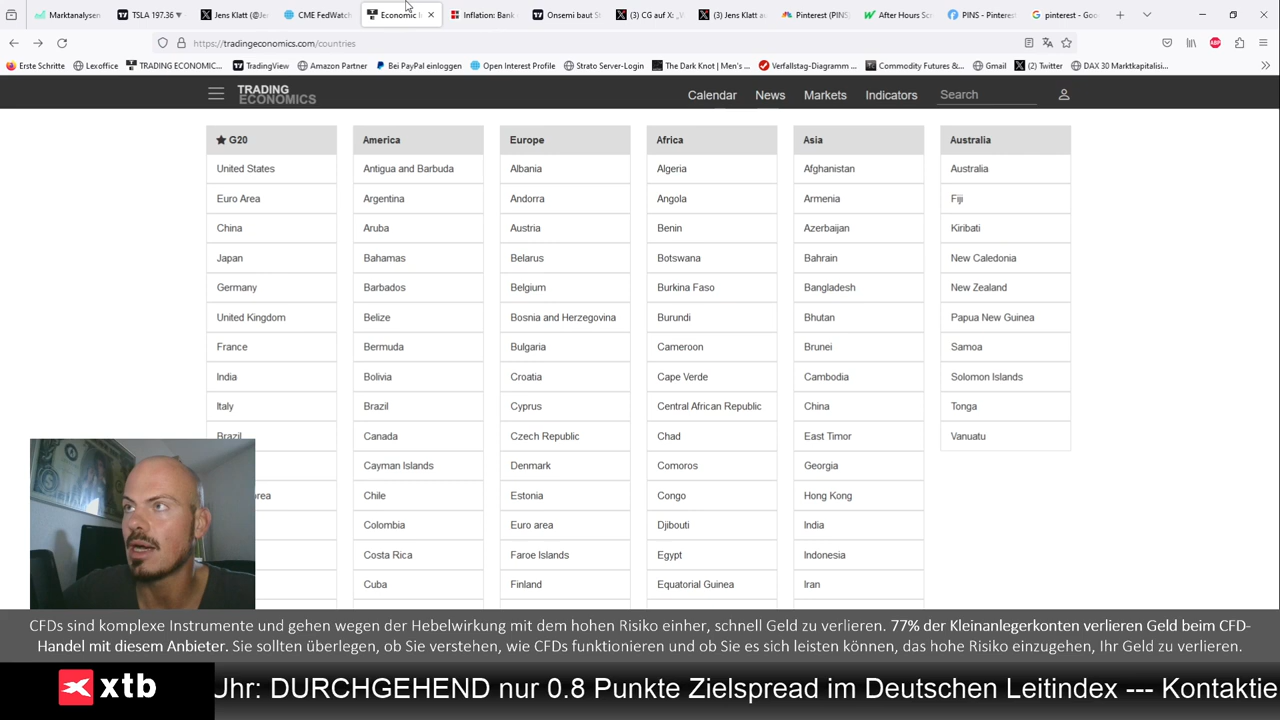 Marktanalysen
TSLA 197.36
Jens Klatt (@Je
CME FedWatch
Economic I
Inflation: Bank
Onsemi baut S
(3) CG auf X:
(3) Jens Klatt au
Pinterest (PINS
After Hours Sc
PINS - Pinteres
pinterest - Goo
https://tradingeconomics.com/countries
Erste Schritte
Lexoffice
TRADING ECONOMIC...
TradingView
Amazon Partner
Bei PayPal einloggen
Open Interest Profile
Strato Server-Login
The Dark Knot | Men's ...
Verfallstag-Diagramm ...
Commodity Futures &...
Gmail
(2) Twitter
DAX 30 Marktkapitalisi...
TRADING
ECONOMICS
Calendar
News
Markets
Indicators
Search
G20
United States
Euro Area
China
Japan
Germany
United Kingdom
France
India
Italy
Brazil
orea
America
Antigua and Barbuda
Argentina
Aruba
Bahamas
Barbados
Belize
Bermuda
Bolivia
Brazil
Canada
Cayman Islands
Chile
Colombia
Costa Rica
Cuba
Europe
Albania
Andorra
Austria
Belarus
Belgium
Bosnia and Herzegovina
Bulgaria
Croatia
Cyprus
Czech Republic
Denmark
Estonia
Euro area
Faroe Islands
Finland
Africa
Algeria
Angola
Benin
Botswana
Burkina Faso
Burundi
Cameroon
Cape Verde
Central African Republic
Chad
Comoros
Congo
Djibouti
Egypt
Equatorial Guinea
Asia
Afghanistan
Armenia
Azerbaijan
Bahrain
Bangladesh
Bhutan
Brunei
Cambodia
China
East Timor
Georgia
Hong Kong
India
Indonesia
Iran
Australia
Australia
Fiji
Kiribati
New Caledonia
New Zealand
Papua New Guinea
Samoa
Solomon Islands
Tonga
Vanuatu
CFDs sind komplexe Instrumente und gehen wegen der Hebelwirkung mit dem hohen Risiko einher, schnell Geld zu verlieren. 77% der Kleinanlegerkonten verlieren Geld beim CFD-
Handel mit diesem Anbieter. Sie sollten überlegen, ob Sie verstehen, wie CFDs funktionieren und ob Sie es sich leisten können, das hohe Risiko einzugehen, Ihr Geld zu verlieren.
xtb
Uhr: DURCHGEHEND nur 0.8 Punkte Zielspread im Deutschen Leitindex --- Kontaktie